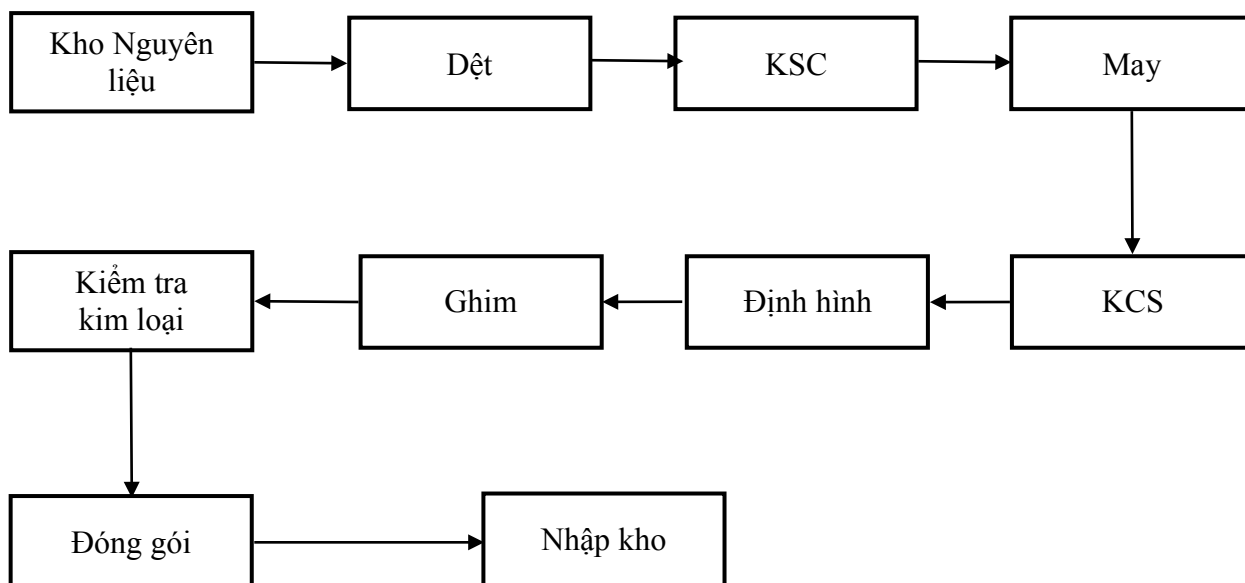 Kho Nguyên
liệu
Dệt
KSC
May
KCS
Định hình
Ghim
Kiểm tra
kim loại
Đóng gói
Nhập kho